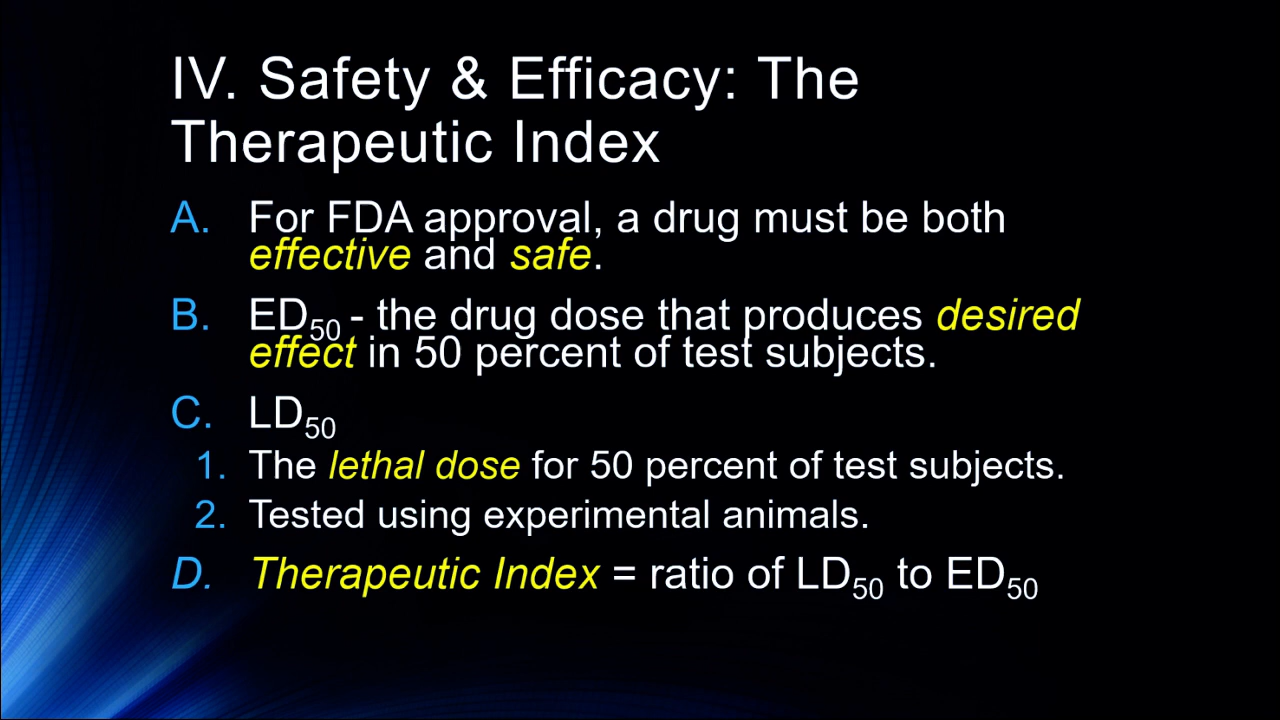 IV. Safety & Efficacy: The
Therapeutic Index
A. For FDA approval, a drug must be both
effective and safe.
B. ED50 - the drug dose that produces desired
effect in 50 percent of test subjects.
C. LD50
1. The lethal dose for 50 percent of test subjects.
2. Tested using experimental animals.
D. Therapeutic Index = ratio of LD50 to ED50